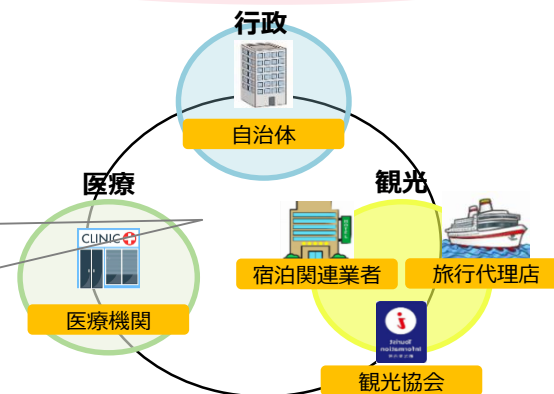 行政
自治体
医療
CLINIC
医療機関
観光
宿泊関連業者
旅行代理店
観光協会